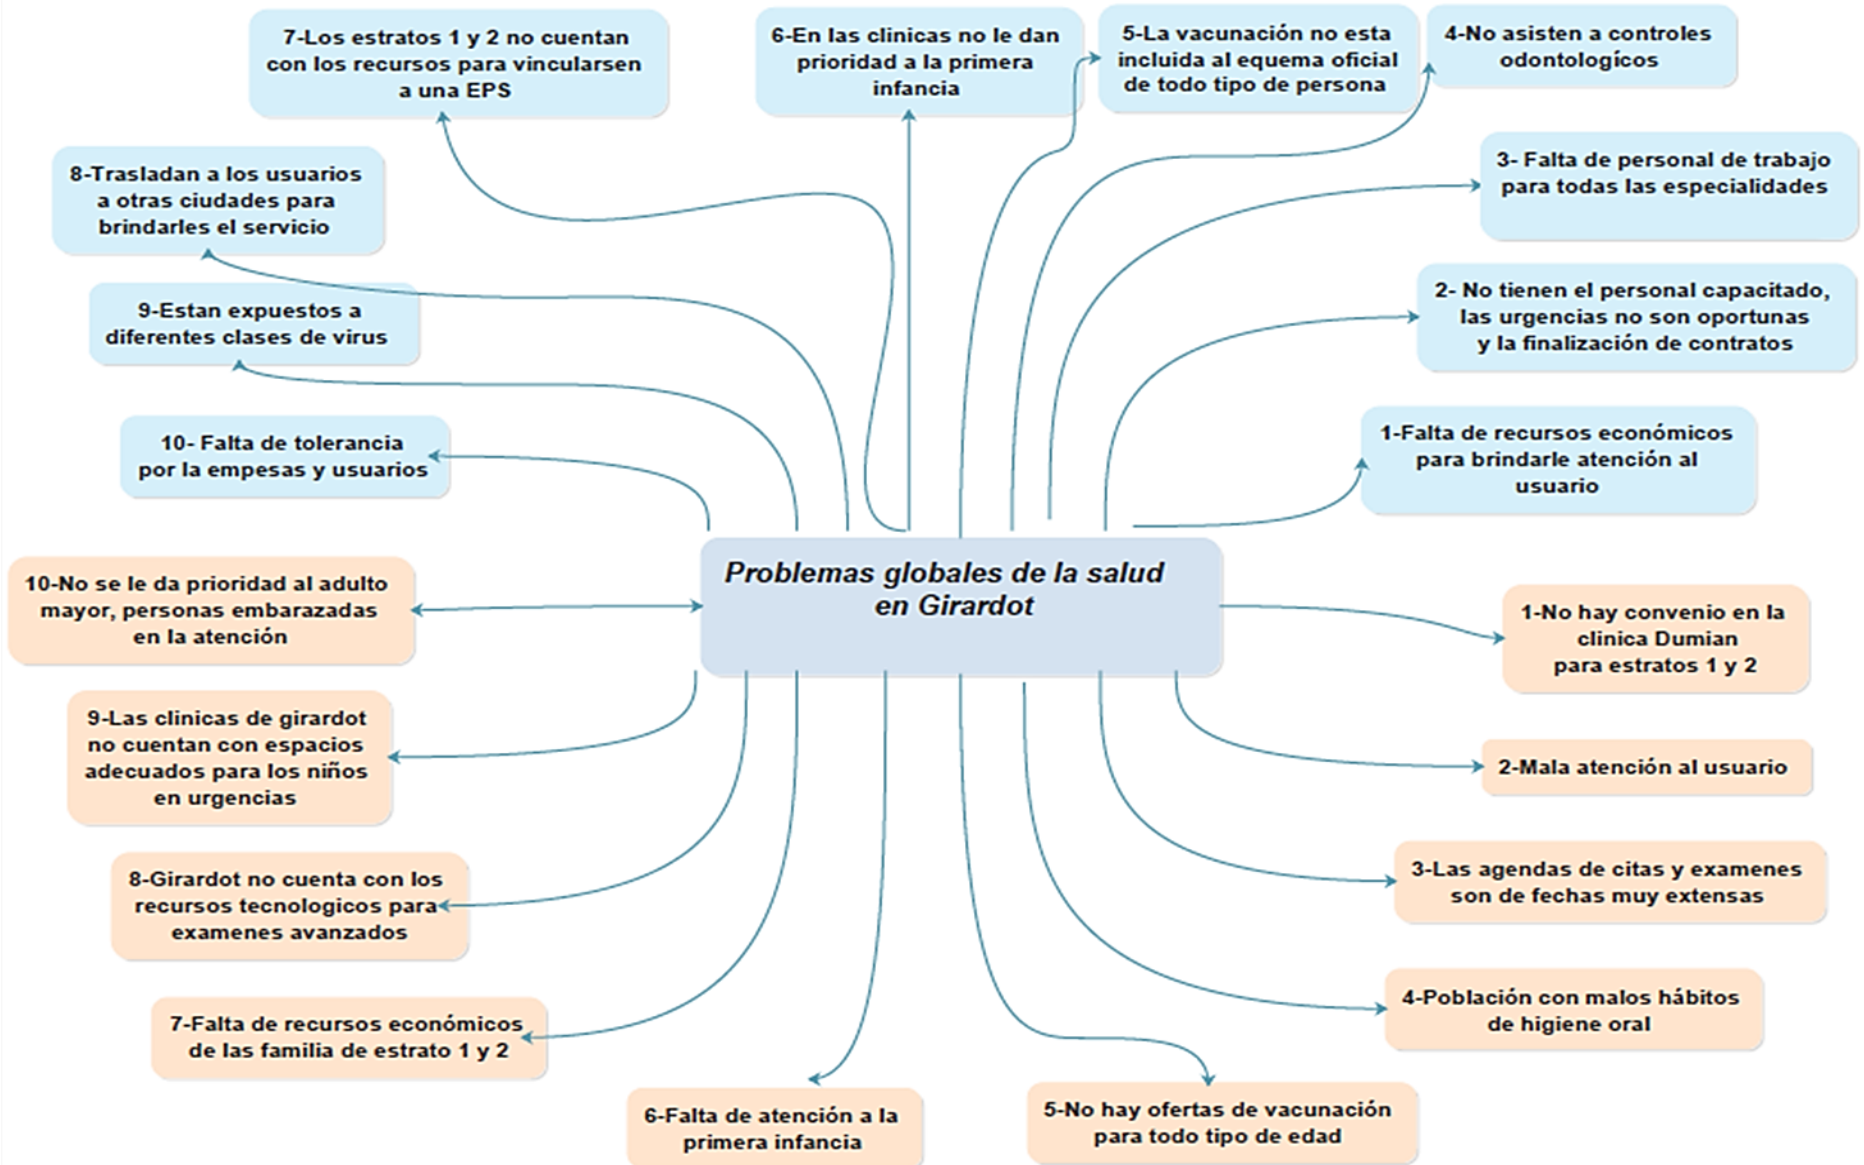 7-Los estratos 1 y 2 no cuentan
con los recursos para vincularsen
a una EPS
6-En las clinicas no le dan
prioridad a la primera
infancia
5-La vacunación no esta
incluida al equema oficial
de todo tipo de persona
4-No asisten a controles
odontologícos
8-Trasladan a los usuarios
a otras ciudades para
brindarles el servicio
3- Falta de personal de trabajo
para todas las especialidades
9-Estan expuestos a
diferentes clases de virus
2- No tienen el personal capacitado,
las urgencias no son oportunas
y la finalización de contratos
10- Falta de tolerancia
por la empesas y usuarios
1-Falta de recursos económicos
para brindarle atención al
usuario
Problemas globales de la salud
en Girardot
10-No se le da prioridad al adulto
mayor, personas embarazadas
en la atención
1-No hay convenio en la
clinica Dumian
para estratos 1 y 2
9-Las clinicas de girardot
no cuentan con espacios
adecuados para los niños
en urgencias
2-Mala atención al usuario
8-Girardot no cuenta con los
recursos tecnologicos para
examenes avanzados
3-Las agendas de citas y examenes
son de fechas muy extensas
7-Falta de recursos económicos
de las familia de estrato 1 y 2
4-Población con malos hábitos
de higiene oral
6-Falta de atención a la
primera infancia
5-No hay ofertas de vacunación
para todo tipo de edad